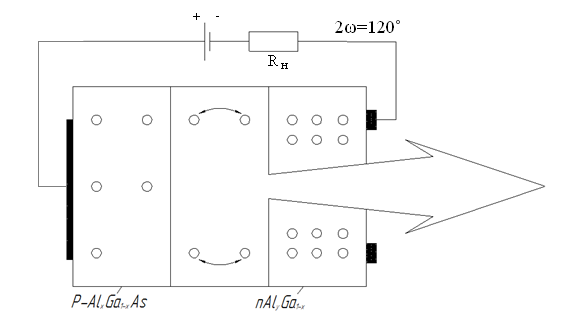 + -
2ω=120°
R н
P-AlxGa1-xAs
nAlyGa1-x